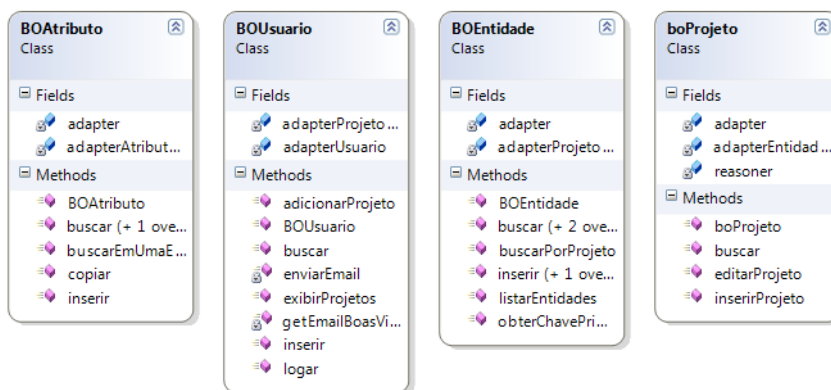 BOAtributo
Class
Fields
adapter
adapterAtribut...
Methods
BOAtributo
buscar (+ 1 ove...
buscarEmUmaE...
copiar
inserir
BOUsuario
Class
Fields
adapterProjeto...
adapterUsuario
Methods
adicionarProjeto
BOUsuario
buscar
enviarEmail
exibirProjetos
getEmailBoasVi...
inserir
logar
BOEntidade
Class
Fields
adapter
adapterProjeto...
Methods
BOEntidade
buscar (+ 2 ove...
buscarPorProjeto
inserir (+ 1 ove...
listarEntidades
obterChavePri...
boProjeto
Class
Fields
adapter
adapterEntidad...
reasoner
Methods
boProjeto
buscar
editarProjeto
inserirProjeto